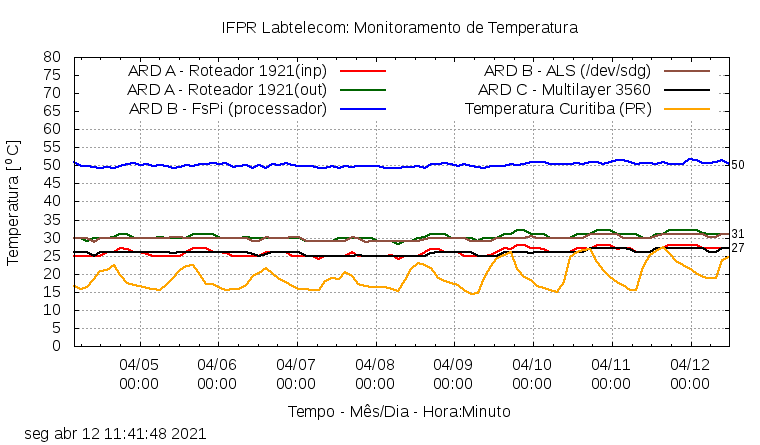 IFPR Labtelecom: Monitoramento de Temperatura
Temperatura [ ºC]
80
75
70
65
60
55
50
45
40
35
30
25
20
15
10
5
0
ARD A - Roteador 1921(inp)
ARD A - Roteador 1921(out)
ARD B - FsPi (processador)
ARD B - ALS (/dev/sdg)
ARD C - Multilayer 3560
Temperatura Curitiba (PR)
50
31
27
04/05 04/06 04/07 04/08 04/09 04/10 04/11 04/12
00:00 00:00 00:00 00:00 00:00 00:00 00:00 00:00
Tempo - Mês/Dia - Hora:Minuto
seg abr 12 11:41:48 2021